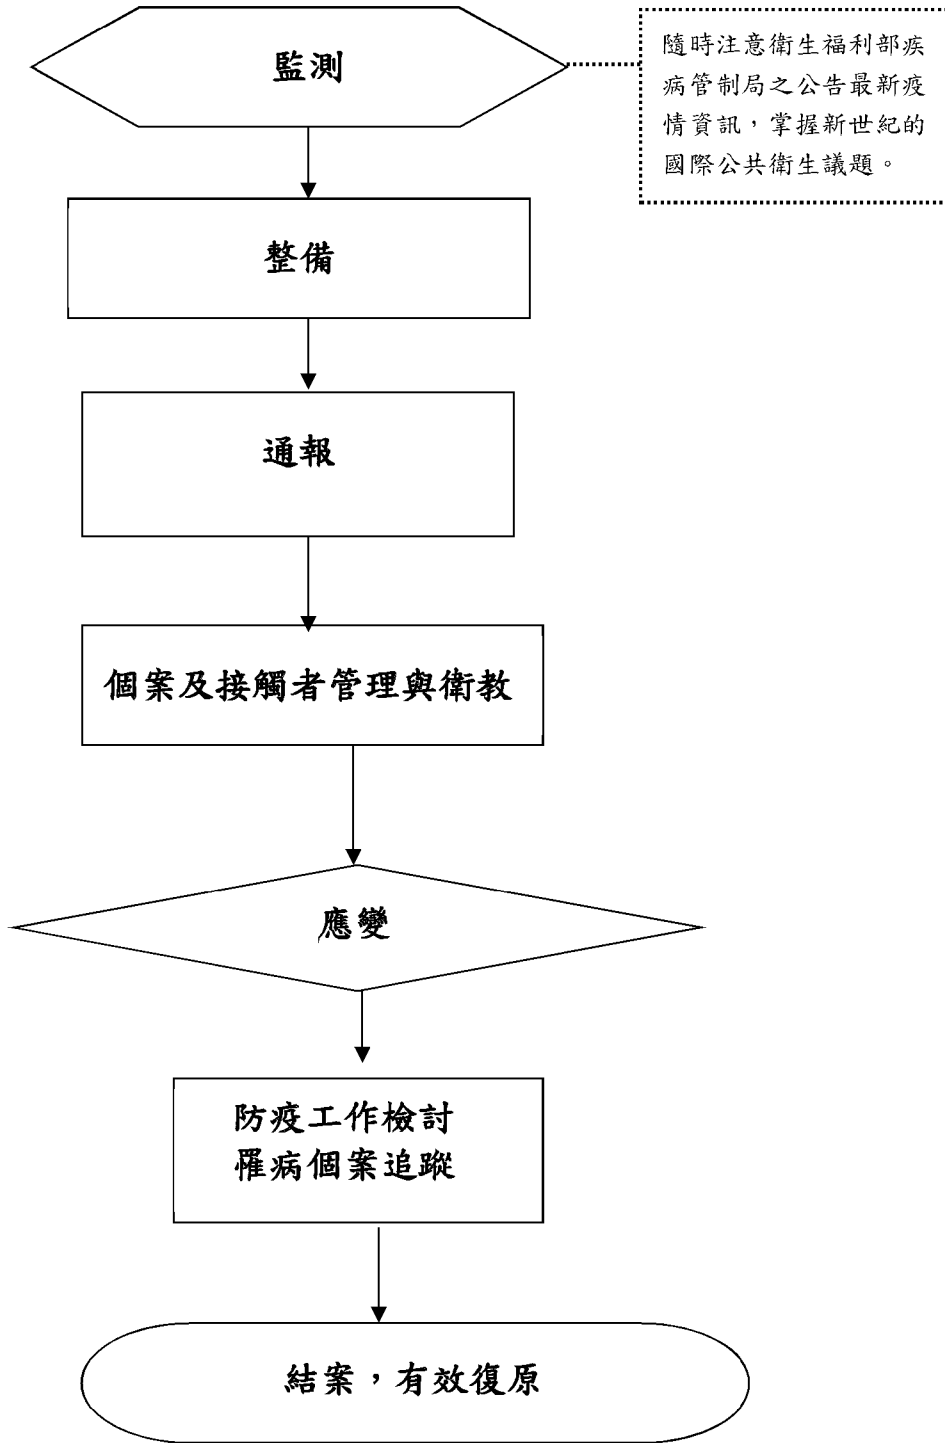 監測
隨時注意衛生福利部疾
病管制局之公告最新疫
情資訊，掌握新世紀的
國際公共衛生議題。
整備
通報
個案及接觸者管理與衛教
應變
防疫工作檢討
罹病個案追蹤
結案，有效復原